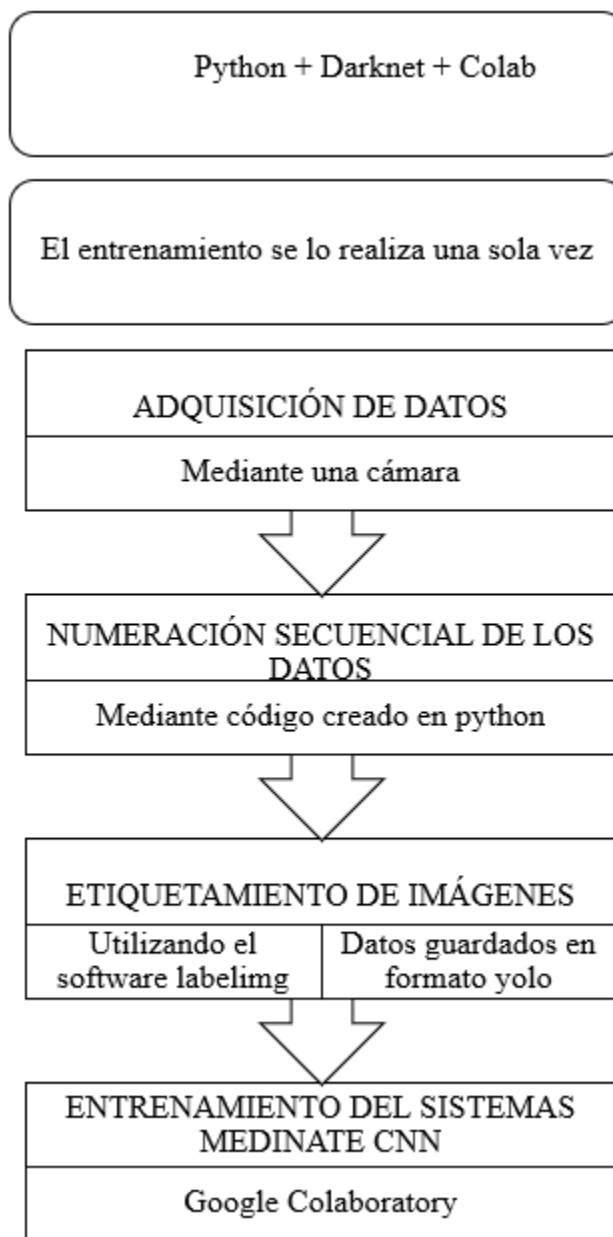 Python + Darknet + Colab
El entrenamiento se lo realiza una sola vez
ADQUISICIÓN DE DATOS
Mediante una cámara
NUMERACIÓN SECUENCIAL DE LOS
DATOS
Mediante código creado en python
ETIQUETAMIENTO DE IMÁGENES
Utilizando el
software labelimg
Datos guardados en
formato yolo
ENTRENAMIENTO DEL SISTEMAS
MEDINATE CNN
Google Colaboratory